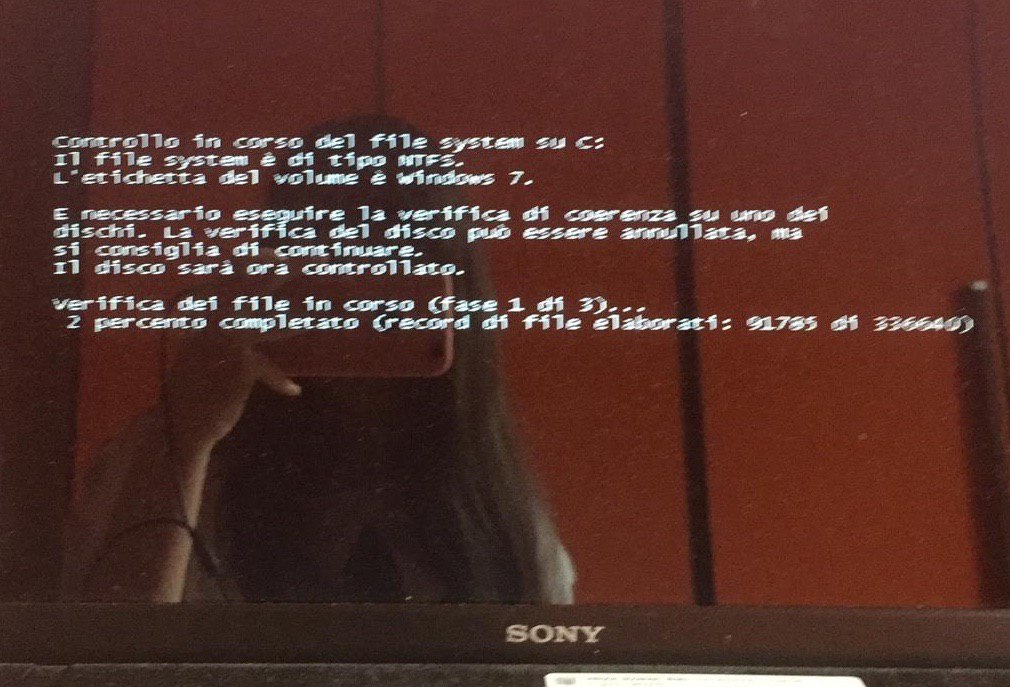 Controllo in corso del file system su C:
Il file system è di tipo NTFS.
L'etichetta del volume è Windows 7.
E necessario eseguire la verifica di coerenza su uno dei
dischi. La verifica del disco può essere annullata, ma
si consiglia di continuare.
Il disco sarà ora controllato.
Verifica dei file in corso (fase 1 di 3)...
2 percento completato (record di file elaborati: 91785 di 336640)
SONY